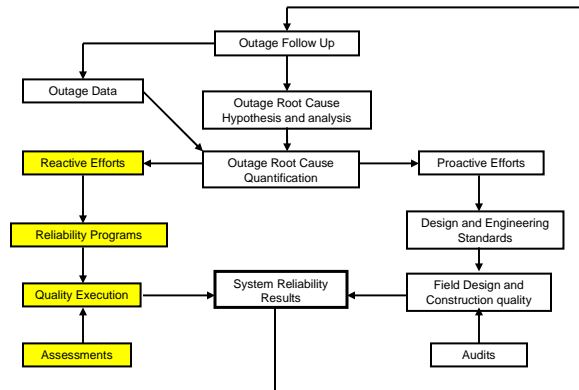 Outage Follow Up
Outage Data
Outage Root Cause
Hypothesis and analysis
Reactive Efforts
Outage Root Cause
Quantification
Proactive Efforts
Reliability Programs
Design and Engineering
Standards
Quality Execution
System Reliability
Results
Field Design and
Construction quality
Assessments
Audits